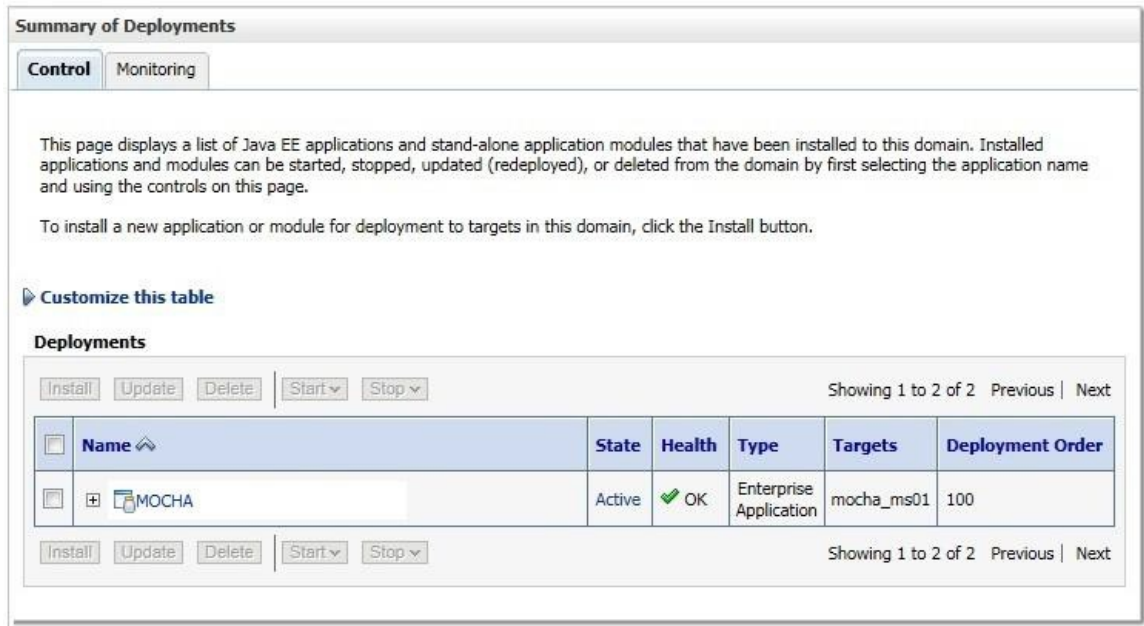 Summary of Deployments
Control Monitoring
This page displays a list of Java EE applications and stand-alone application modules that have been installed to this domain. Installed
applications and modules can be started, stopped, updated (redeployed), or deleted from the domain by first selecting the application name
and using the controls on this page.
To install a new application or module for deployment to targets in this domain, click the Install button.
Customize this table
Deployments
Install Update Delete Start Stop Showing 1 to 2 of 2 Previous | Next
Name State Health Type Targets Deployment Order
MOCHA Active OK Enterprise Application mocha_ms01 100
Install Update Delete Start Stop Showing 1 to 2 of 2 Previous | Next